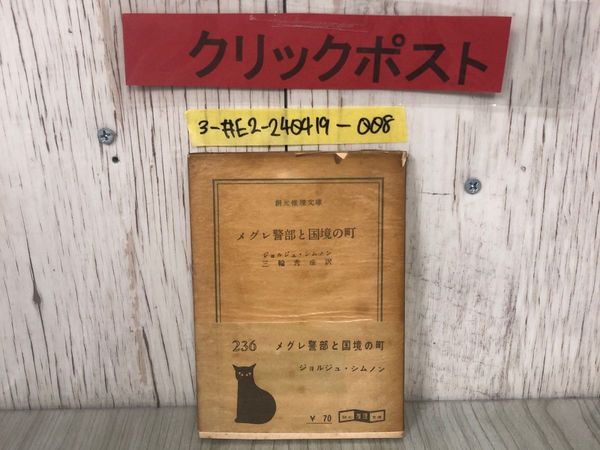 クリックポスト
3-#E2-240419-008
創元推理文庫
メグレ警部と国境の町
ジョルジュ・シムノン
三輪秀彦訳
236 メグレ警部と国境の町
ジョルジュ・シムノン
¥ 70